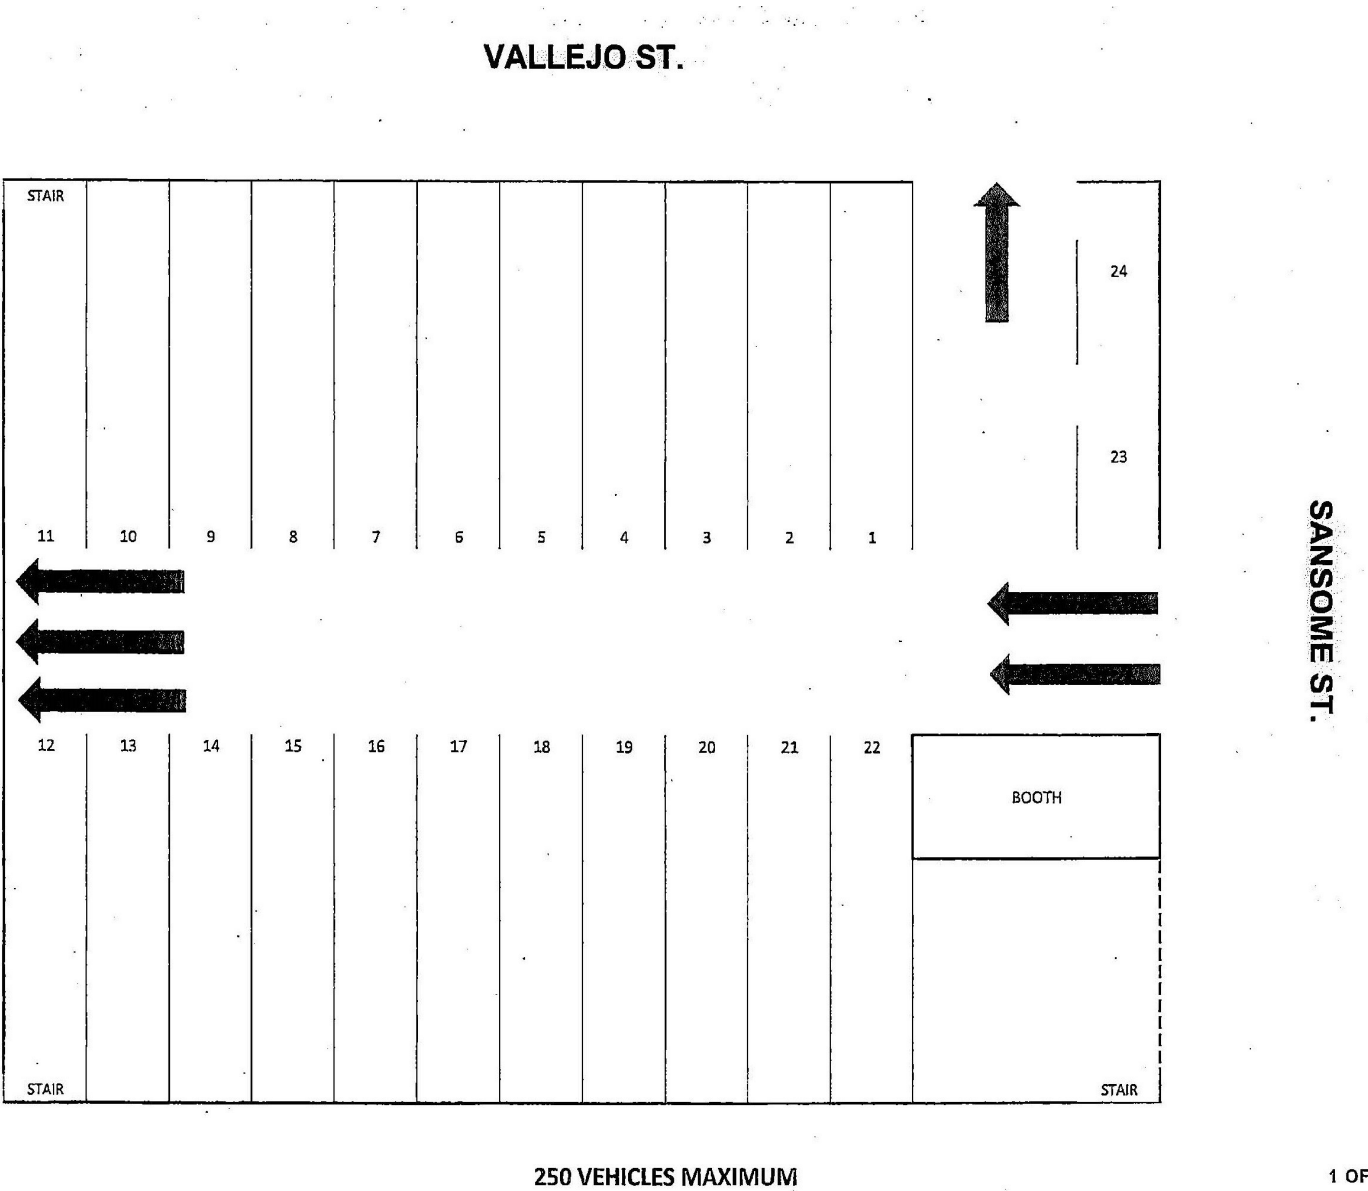 VALLEJO ST.
STAIR
24
23
11 10 9 8 7 6 5 4 3 2 1
SANSOME ST.
12 13 14 15 16 17 18 19 20 21 22
BOOTH
STAIR STAIR
250 VEHICLES MAXIMUM 1 OF